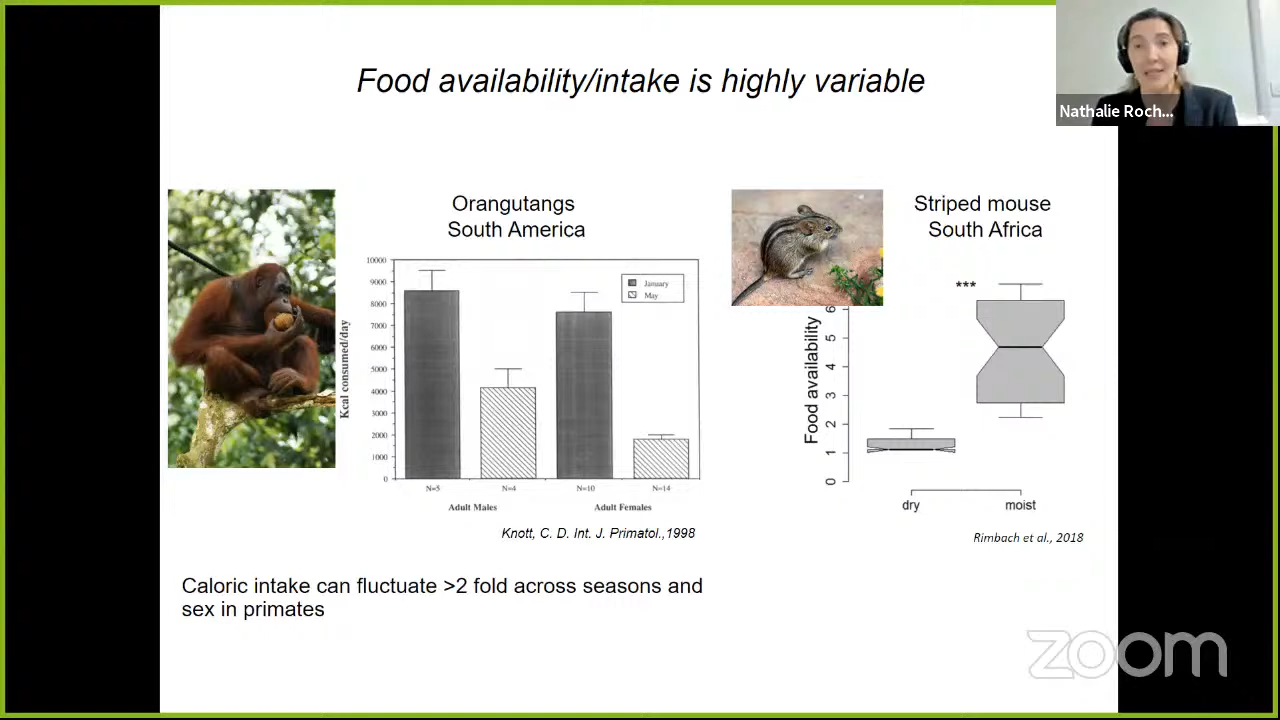 Food availability/intake is highly variable
Nathalie Roch...
Orangutangs
South America
Striped mouse
South Africa
10000
9000
8000
7000
6000
5000
4000
3000
2000
1000
0
Kcal consumed/day
January
May
N=5
N=4
N=10
N=14
Adult Males
Adult Females
Knott, C. D. Int. J. Primatol.,1998
***
6
5
4
3
2
1
0
Food availability
dry
moist
Rimbach et al., 2018
Caloric intake can fluctuate >2 fold across seasons and
sex in primates
zoom